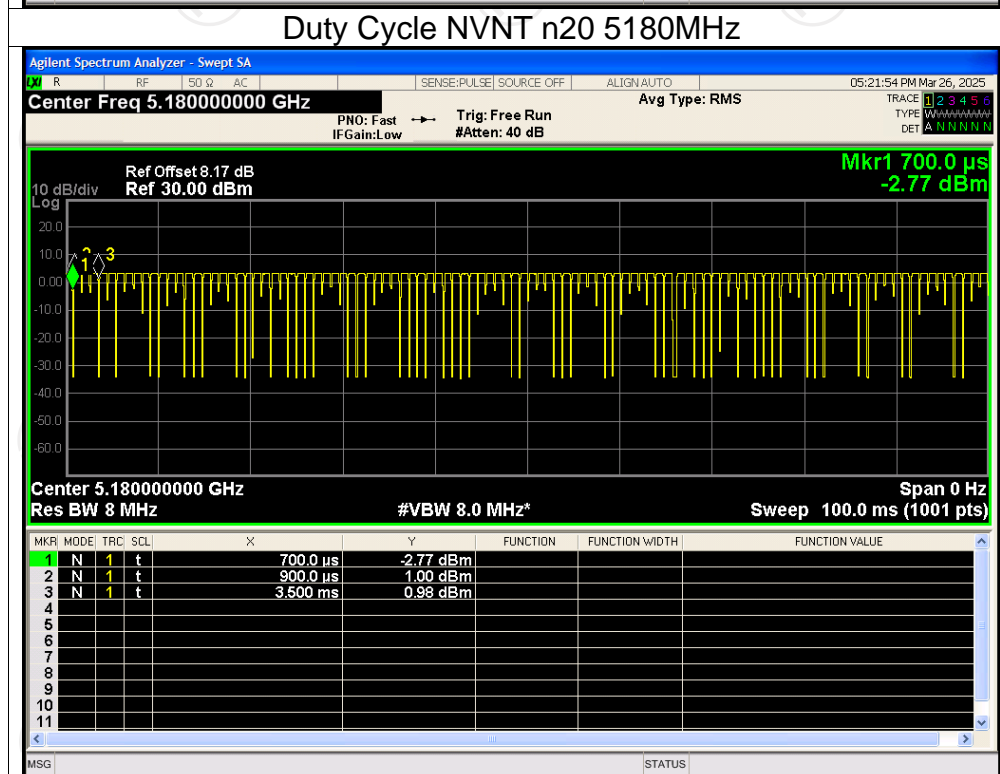 Duty Cycle NVNT n20 5180MHz
Agilent Spectrum Analyzer - Swept SA
LXI R RF 50 Ω AC SENSE:PULSE SOURCE OFF ALIGN AUTO 05:21:54 PM Mar 26, 2025
Center Freq 5.180000000 GHz Avg Type: RMS TRACE 1 2 3 4 5 6
PNO: Fast Trig: Free Run TYPE WWWWWW
IFGain:Low #Atten: 40 dB DET A N N N N N
Mkr1 700.0 µs
Ref Offset 8.17 dB
10 dB/div Ref 30.00 dBm -2.77 dBm
Log
20.0
10.0
2 3
1
0.00
-10.0
-20.0
-30.0
-40.0
-50.0
-60.0
Center 5.180000000 GHz Span 0 Hz
Res BW 8 MHz #VBW 8.0 MHz* Sweep 100.0 ms (1001 pts)
MKR MODE TRC SCL X Y FUNCTION FUNCTION WIDTH FUNCTION VALUE
1 N 1 t 700.0 µs -2.77 dBm
2 N 1 t 900.0 µs 1.00 dBm
3 N 1 t 3.500 ms 0.98 dBm
4
5
6
7
8
9
10
11
MSG STATUS